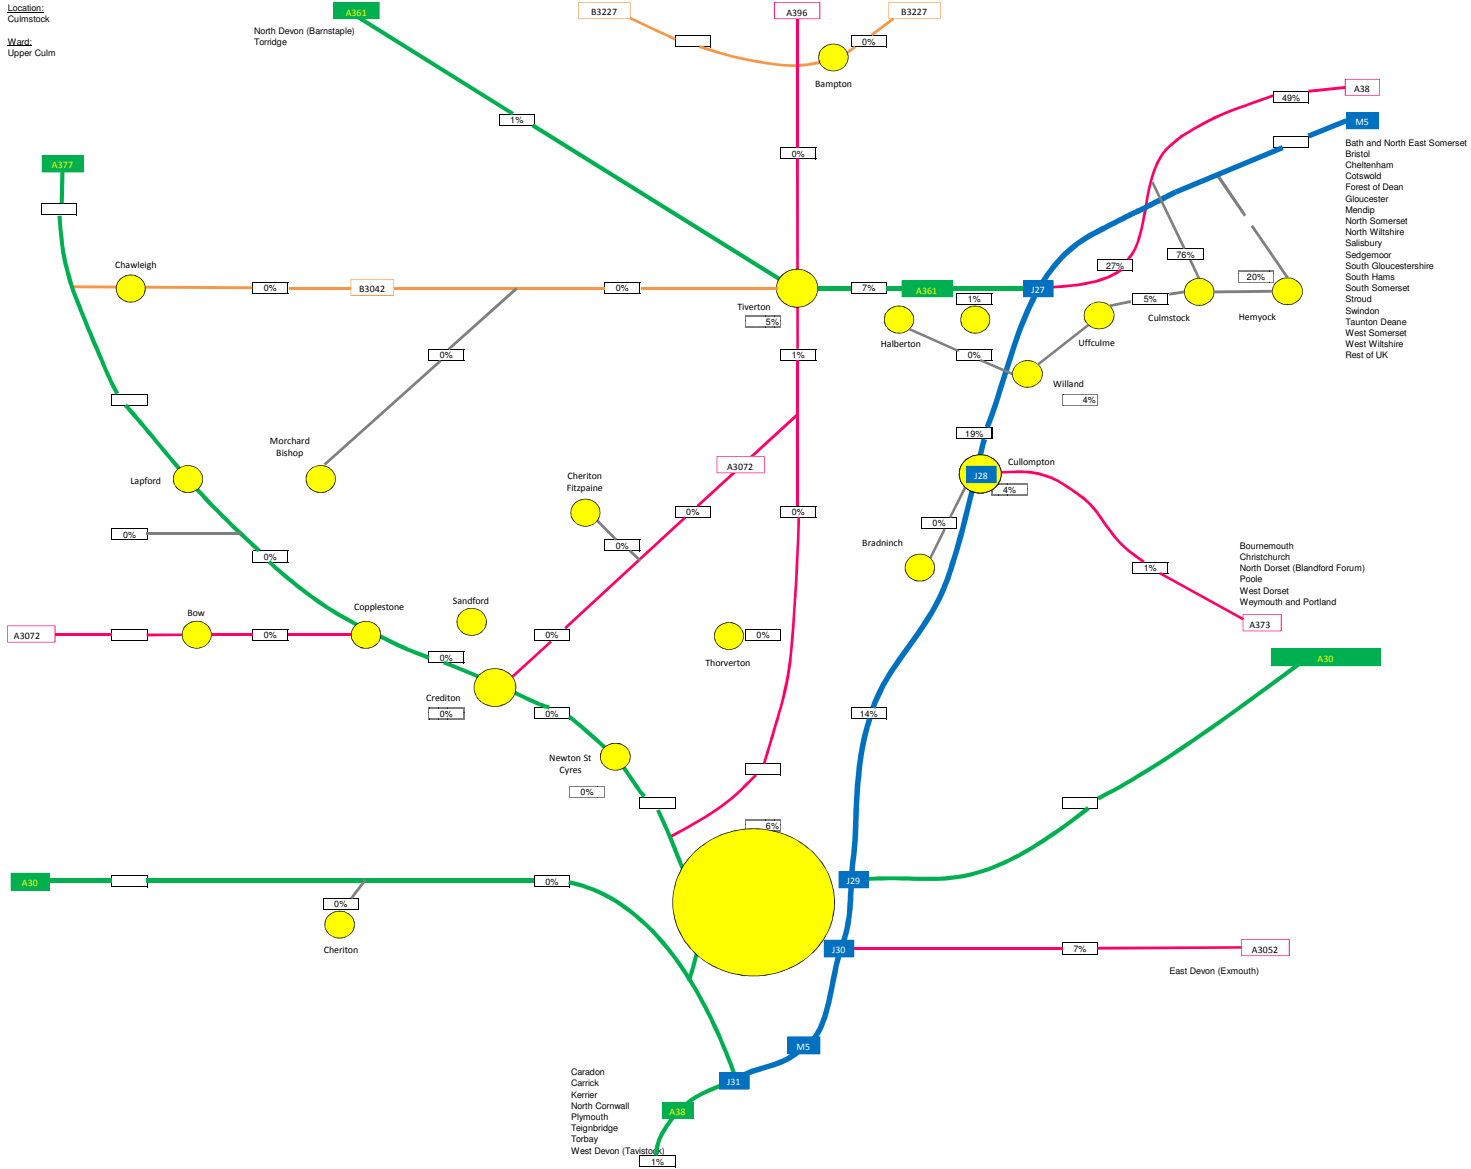 Location:
Culmstock
Ward:
Upper Culm
A361
North Devon (Barnstaple)
Torridge
B3227
A396
B3227
0%
Bampton
1%
0%
49%
A38
M5
Bath and North East Somerset
Bristol
Cheltenham
Cotswold
Forest of Dean
Gloucester
Mendip
North Somerset
North Wiltshire
Salisbury
Sedgemoor
South Gloucestershire
South Hams
South Somerset
Stroud
Swindon
Taunton Deane
West Somerset
West Wiltshire
Rest of UK
A377
Chawleigh
0%
B3042
0%
Tiverton
5%
7%
A361
1%
J27
27%
76%
20%
5%
Culmstock
Hemyock
Uffculme
Halberton
0%
Willand
4%
0%
1%
Morchard
Bishop
Lapford
0%
0%
Cheriton
Fitzpaine
0%
A3072
0%
0%
19%
J28
Cullompton
4%
0%
Bradninch
1%
Bournemouth
Christchurch
North Dorset (Blandford Forum)
Poole
West Dorset
Weymouth and Portland
A373
A3072
Bow
0%
Copplestone
Sandford
0%
0%
Thorverton
0%
Crediton
0%
0%
14%
A30
Newton St
Cyres
0%
6%
A30
0%
0%
Cheriton
J29
J30
7%
A3052
East Devon (Exmouth)
M5
J31
Caradon
Carrick
Kerrier
North Cornwall
Plymouth
Teignbridge
Torbay
West Devon (Tavistock)
A38
1%